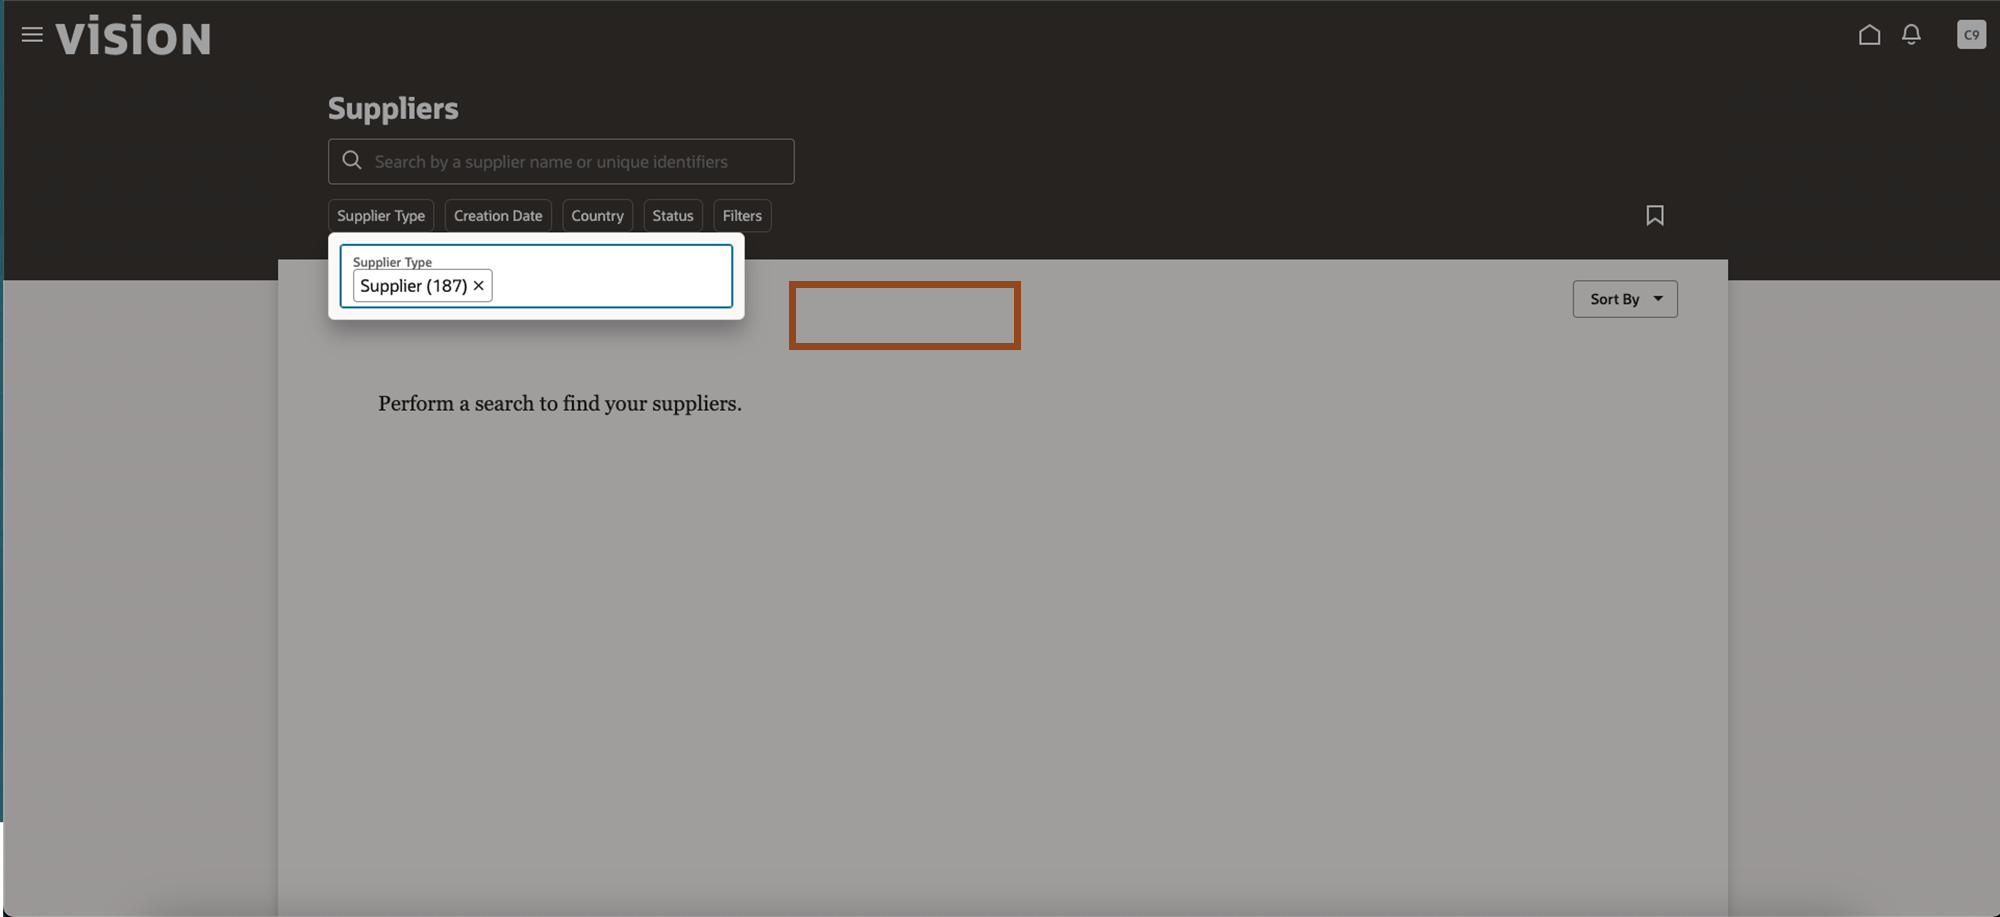 VISION
C9
Suppliers
Search by a supplier name or unique identifiers
Supplier Type Creation Date Country Status Filters
Supplier Type
Supplier (187) ×
Sort By
Perform a search to find your suppliers.